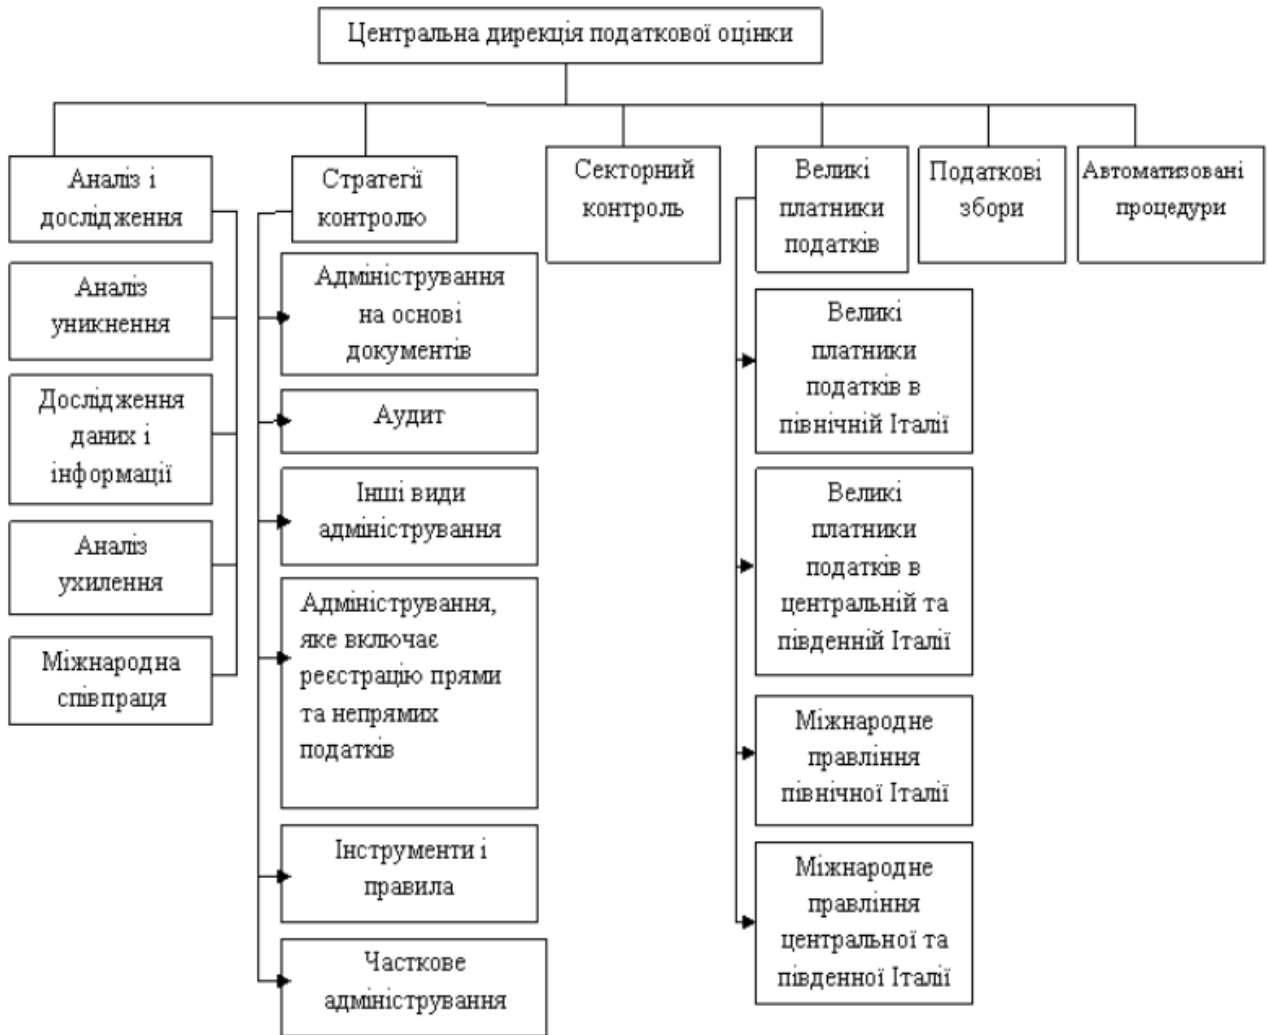 Центральна дирекція податкової оцінки
Аналіз і
дослідження
Аналіз
уникнення
Дослідження
даних і
інформації
Аналіз
ухилення
Міжнародна
співпраця
Стратегії
контролю
Адміністрування
на основі
документів
Аудит
Інші види
адміністрування
Адміністрування,
яке включає
реєстрацію прями
та непрямих
податків
Інструменти і
правила
Часткове
адміністрування
Секторний
контроль
Великі
платники
податків
Великі
платники
податків в
північній Італії
Великі
платники
податків в
центральній та
південній Італії
Міжнародне
правління
північної Італії
Міжнародне
правління
центральної та
південної Італії
Податкові
збори
Автоматизовані
процедури